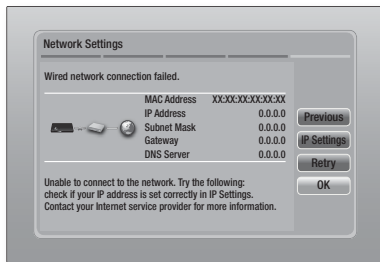 Network Settings
Wired network connection failed.
MAC Address XX:XX:XX:XX:XX:XX
IP Address 0.0.0.0
Subnet Mask 0.0.0.0
Gateway 0.0.0.0
DNS Server 0.0.0.0
Previous
IP Settings
Retry
OK
Unable to connect to the network. Try the following:
check if your IP address is set correctly in IP Settings.
Contact your Internet service provider for more information.